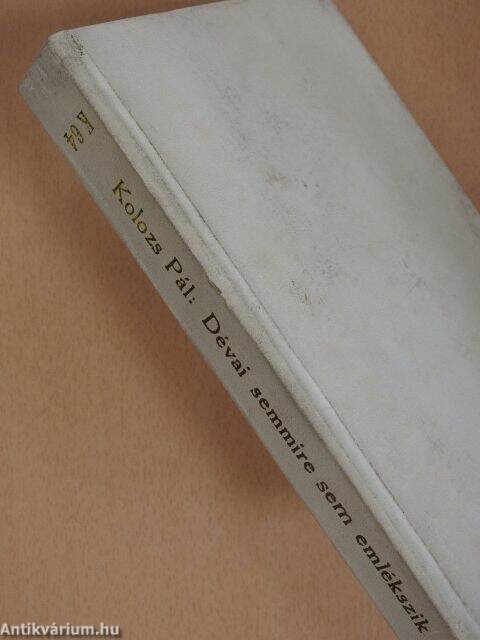 F
64
Kolozs Pál: Dévai semmire sem emlékszik
Antikvárium.hu